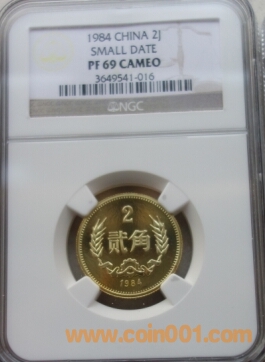 1984 CHINA 2J
SMALL DATE
PF 69 CAMEO
3649541-016
NGC
2
贰角
1984
www.coin001.com